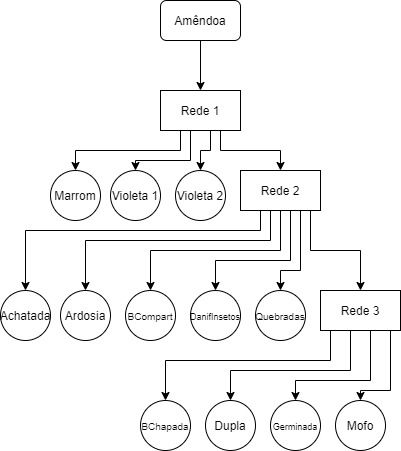 Amêndoa
Rede 1
Marrom
Violeta 1
Violeta 2
Rede 2
Achatada
Ardosia
BCompart
DanifInsetos
Quebradas
Rede 3
BChapada
Dupla
Germinada
Mofo